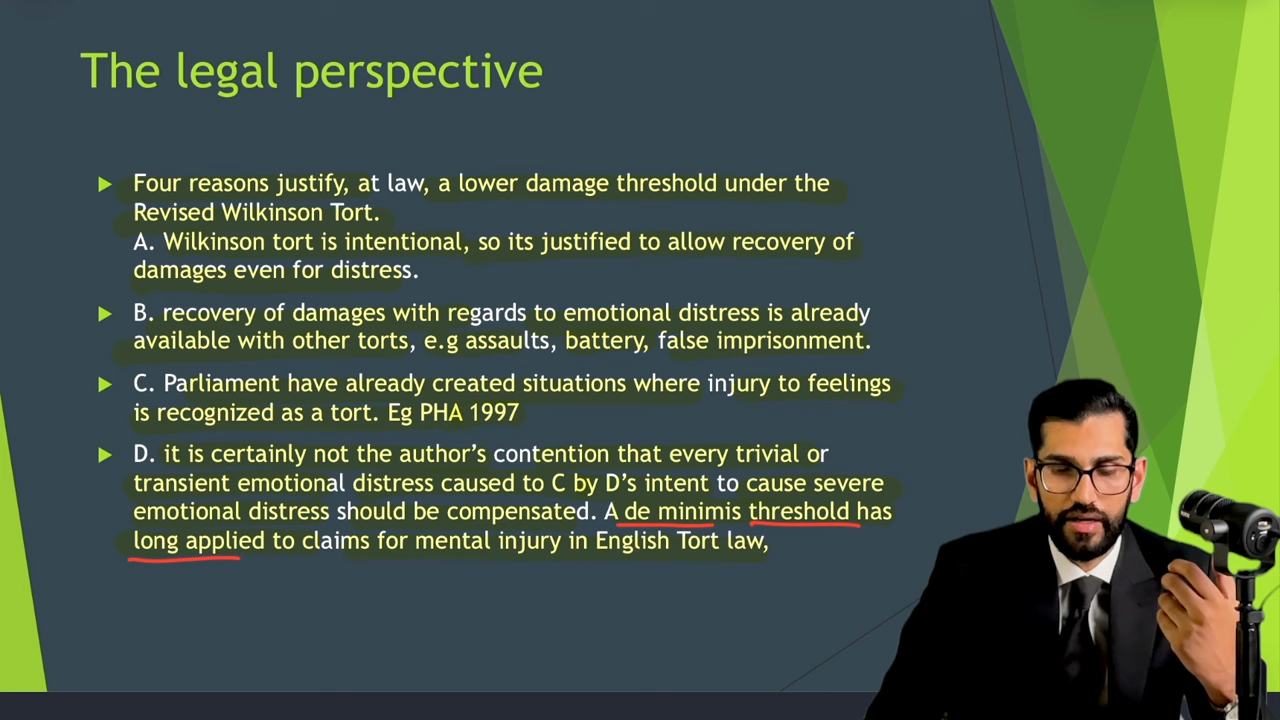 The legal perspective
Four reasons justify, at law, a lower damage threshold under the
Revised Wilkinson Tort.
A. Wilkinson tort is intentional, so its justified to allow recovery of
damages even for distress.
B. recovery of damages with regards to emotional distress is already
available with other torts, e.g assaults, battery, false imprisonment.
C. Parliament have already created situations where injury to feelings
is recognized as a tort. Eg PHA 1997
D. it is certainly not the author’s contention that every trivial or
transient emotional distress caused to C by D’s intent to cause severe
emotional distress should be compensated. A de minimis threshold has
long applied to claims for mental injury in English Tort law,